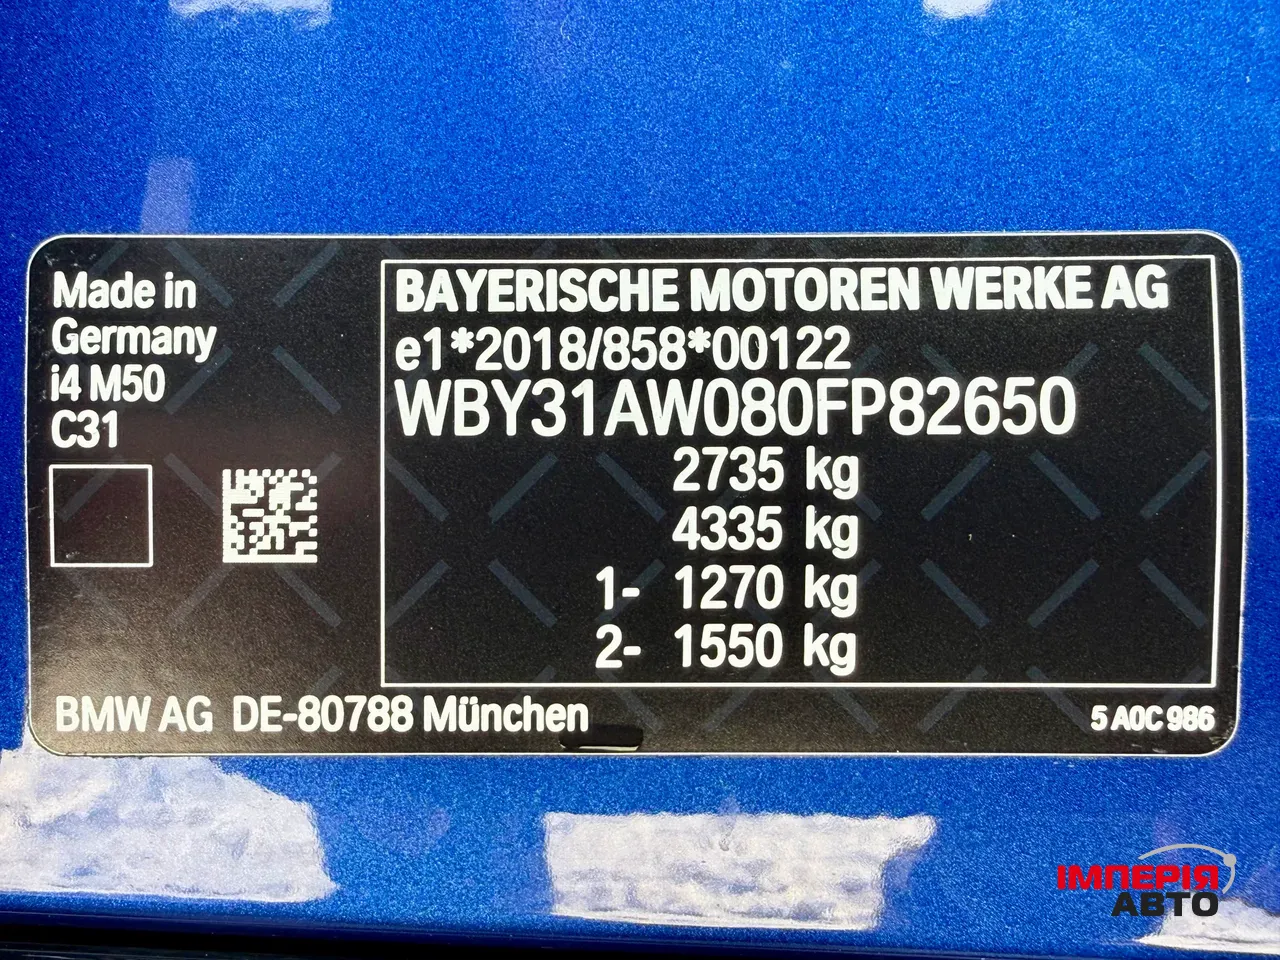 Made in
Germany
i4 M50
C31
BAYERISCHE MOTOREN WERKE AG
e1*2018/858*00122
WBY31AW080FP82650
2735 kg
4335 kg
1- 1270 kg
2- 1550 kg
BMW AG DE-80788 München
5 A0C 986
ІМПЕРІЯ
АВТО